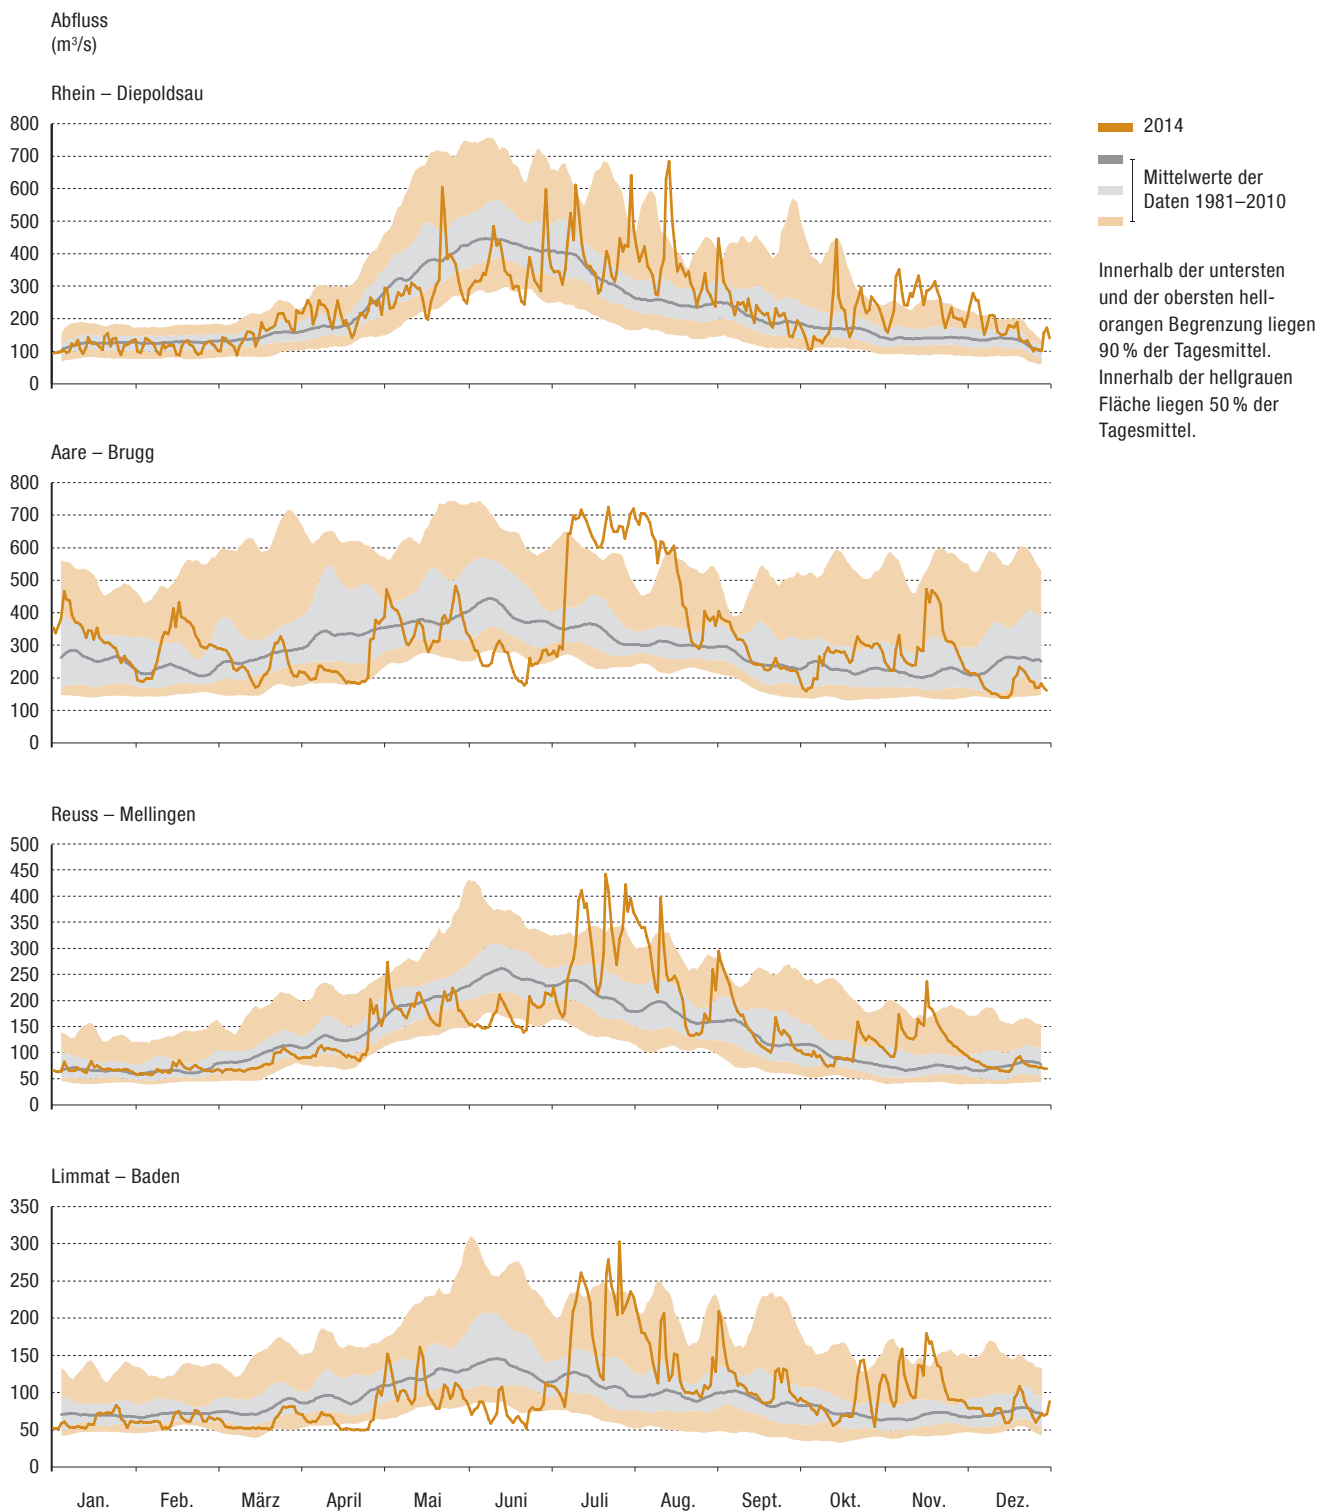 Abfluss
(m³/s)
Rhein – Diepoldsau
800
700
600
500
400
300
200
100
0
2014
Mittelwerte der
Daten 1981–2010
Innerhalb der untersten
und der obersten hell-
orangen Begrenzung liegen
90 % der Tagesmittel.
Innerhalb der hellgrauen
Fläche liegen 50 % der
Tagesmittel.
Aare – Brugg
800
700
600
500
400
300
200
100
0
Reuss – Mellingen
500
450
400
350
300
250
200
150
100
50
0
Limmat – Baden
350
300
250
200
150
100
50
0
Jan. Feb. März April Mai Juni Juli Aug. Sept. Okt. Nov. Dez.